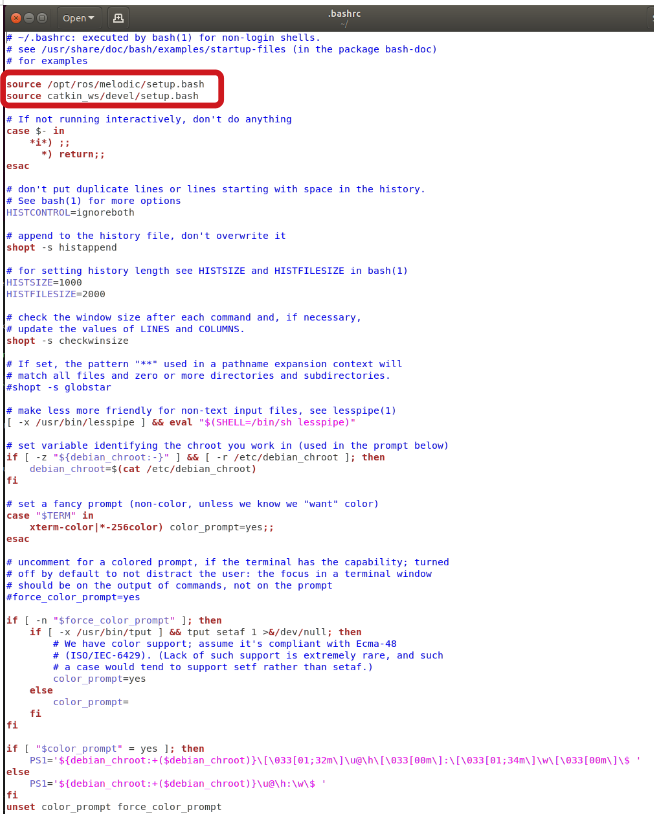 Open
.bashrc
~/
# ~/.bashrc: executed by bash(1) for non-login shells.
# see /usr/share/doc/bash/examples/startup-files (in the package bash-doc)
# for examples
source /opt/ros/melodic/setup.bash
source catkin_ws/devel/setup.bash
# If not running interactively, don't do anything
case $- in
    *i*) ;;
      *) return;;
esac
# don't put duplicate lines or lines starting with space in the history.
# See bash(1) for more options
HISTCONTROL=ignoreboth
# append to the history file, don't overwrite it
shopt -s histappend
# for setting history length see HISTSIZE and HISTFILESIZE in bash(1)
HISTSIZE=1000
HISTFILESIZE=2000
# check the window size after each command and, if necessary,
# update the values of LINES and COLUMNS.
shopt -s checkwinsize
# If set, the pattern "**" used in a pathname expansion context will
# match all files and zero or more directories and subdirectories.
#shopt -s globstar
# make less more friendly for non-text input files, see lesspipe(1)
[ -x /usr/bin/lesspipe ] && eval "$(SHELL=/bin/sh lesspipe)"
# set variable identifying the chroot you work in (used in the prompt below)
if [ -z "${debian_chroot:-}" ] && [ -r /etc/debian_chroot ]; then
    debian_chroot=$(cat /etc/debian_chroot)
fi
# set a fancy prompt (non-color, unless we know we "want" color)
case "$TERM" in
    xterm-color|*-256color) color_prompt=yes;;
esac
# uncomment for a colored prompt, if the terminal has the capability; turned
# off by default to not distract the user: the focus in a terminal window
# should be on the output of commands, not on the prompt
#force_color_prompt=yes
if [ -n "$force_color_prompt" ]; then
    if [ -x /usr/bin/tput ] && tput setaf 1 >&/dev/null; then
        # We have color support; assume it's compliant with Ecma-48
        # (ISO/IEC-6429). (Lack of such support is extremely rare, and such
        # a case would tend to support setf rather than setaf.)
        color_prompt=yes
    else
        color_prompt=
    fi
fi
if [ "$color_prompt" = yes ]; then
    PS1='${debian_chroot:+($debian_chroot)}\[\033[01;32m\]\u@\h\[\033[00m\]:\[\033[01;34m\]\w\[\033[00m\]\$ '
else
    PS1='${debian_chroot:+($debian_chroot)}\u@\h:\w\$ '
fi
unset color_prompt force_color_prompt